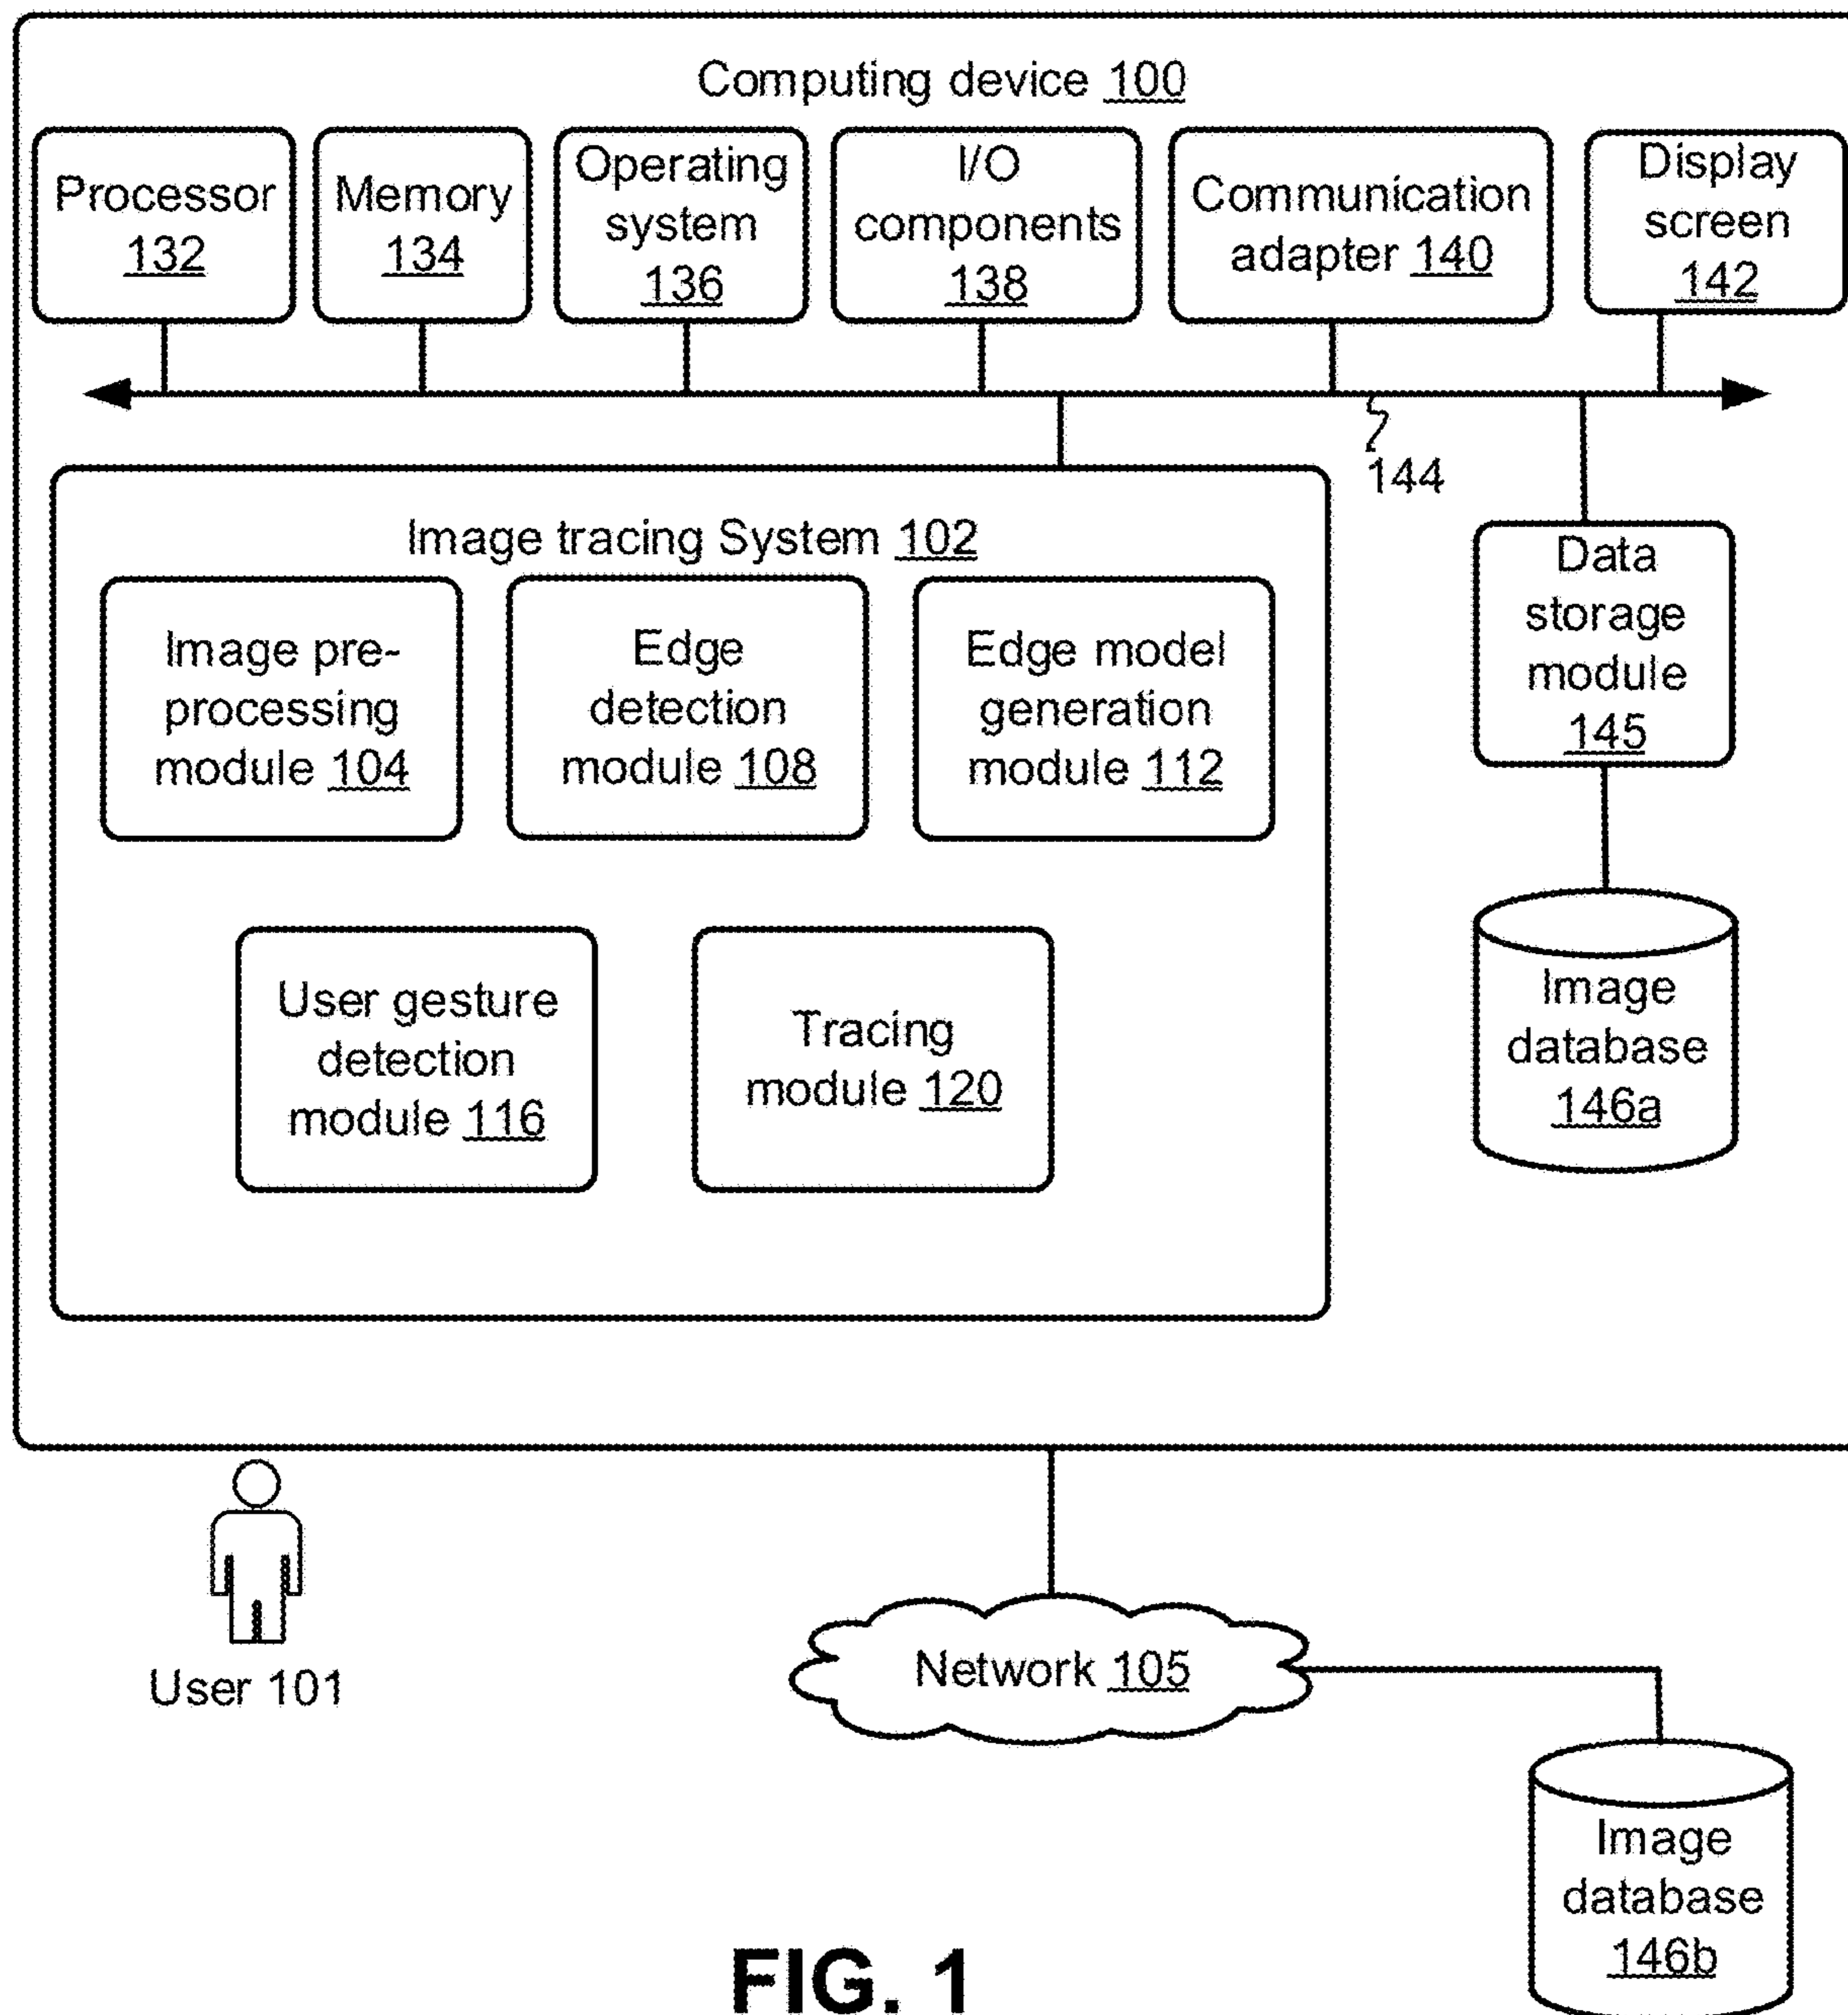 Computing device 100
Processor
132
Memory
134
Operating
system
136
I/O
components
138
Communication
adapter 140
Display
screen
142
144
Image tracing System 102
Image pre-
processing
module 104
Edge
detection
module 108
Edge model
generation
module 112
User gesture
detection
module 116
Tracing
module 120
Data
storage
module
145
Image
database
146a
User 101
Network 105
Image
database
146b
FIG. 1